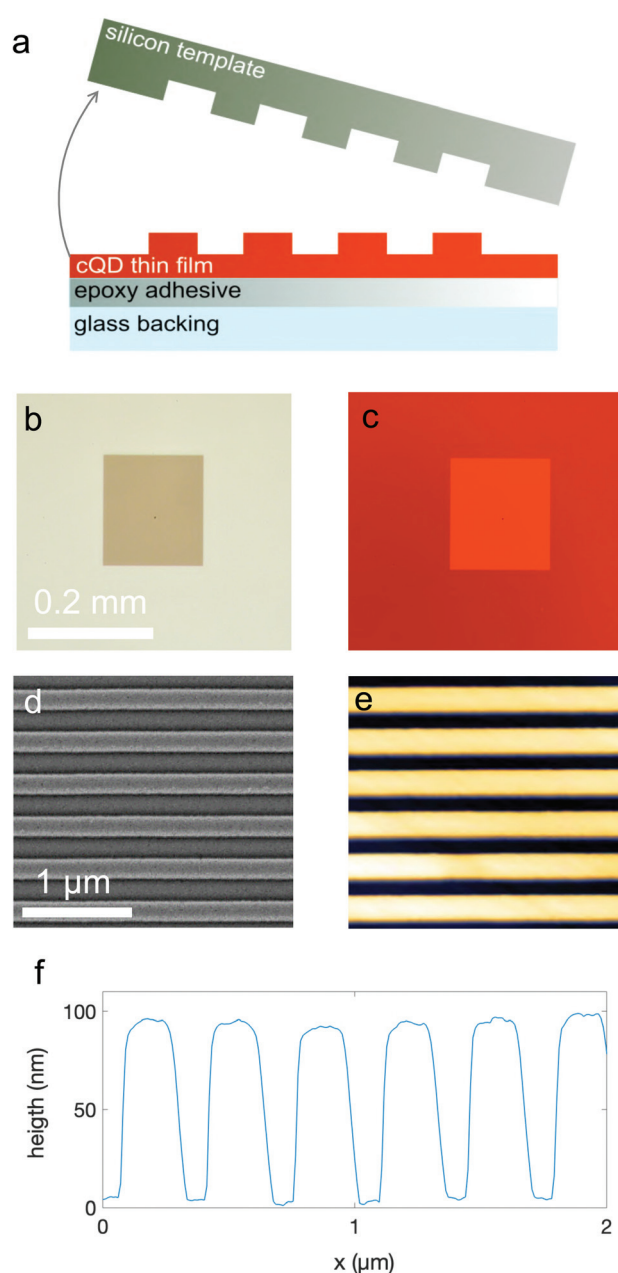 a
silicon template
cQD thin film
epoxy adhesive
glass backing
b
c
0.2 mm
d
e
1 µm
f
100
50
0
heigth (nm)
0
1
2
x (µm)